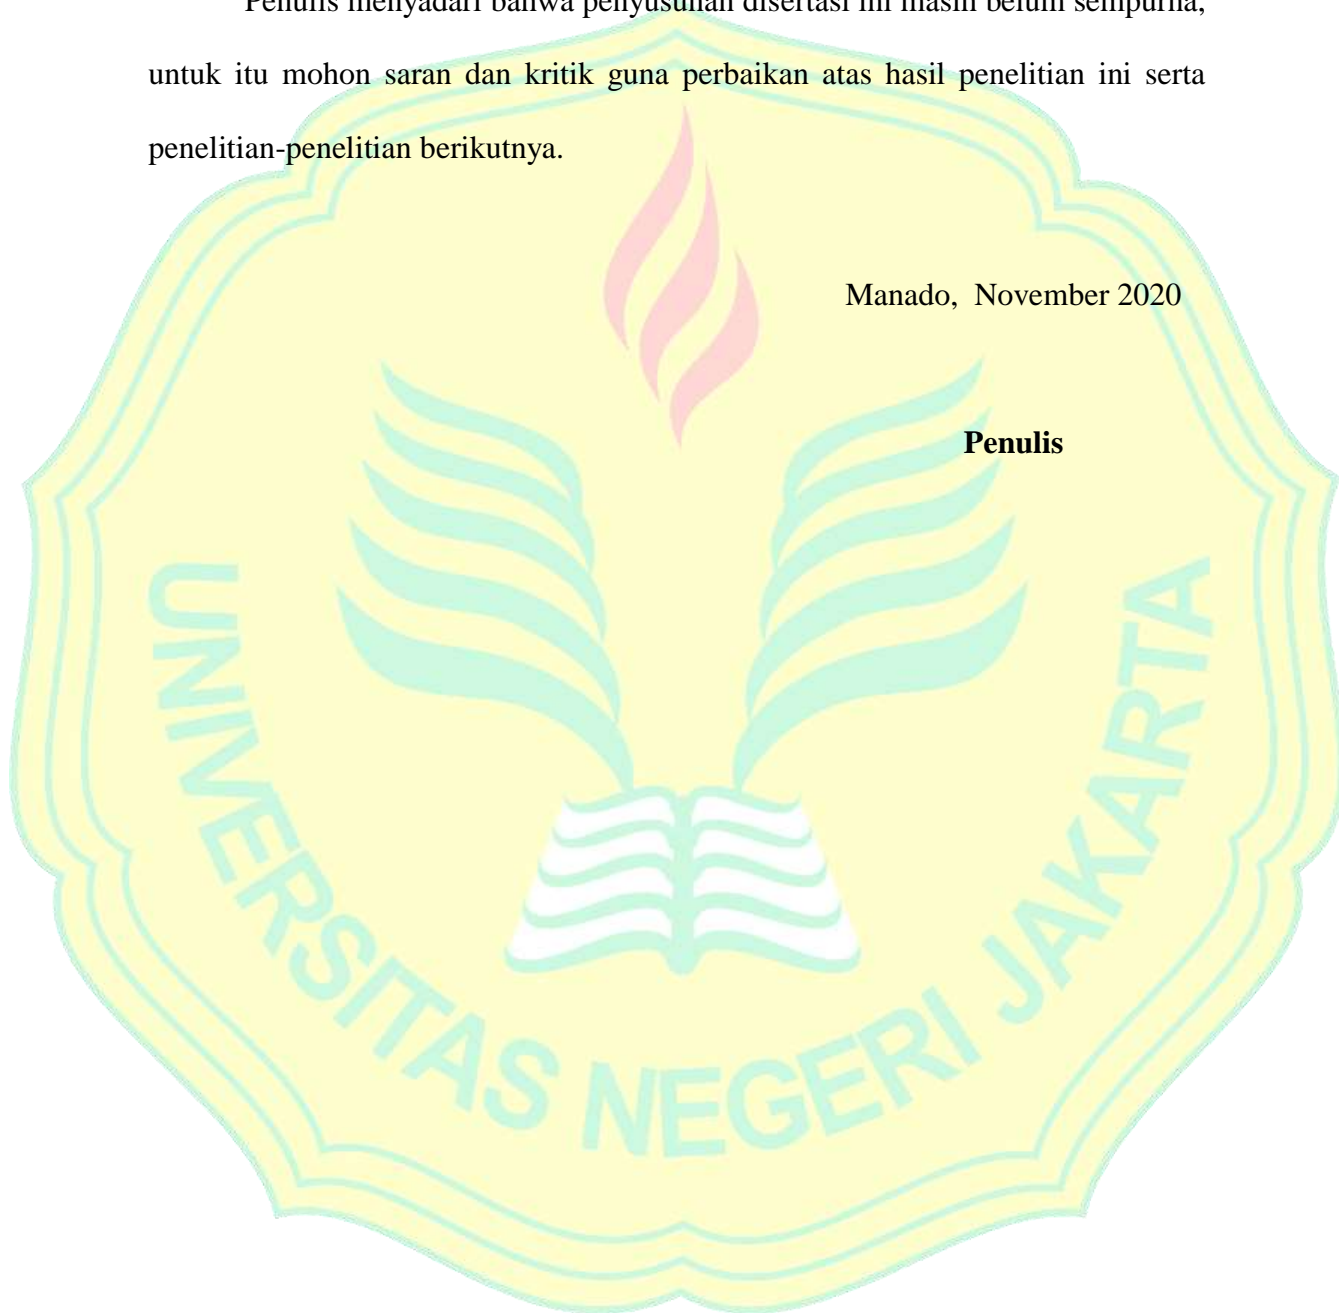 Penulis menyadari bahwa penyusunan disertasi ini masih belum sempurna,
untuk itu mohon saran dan kritik guna perbaikan atas hasil penelitian ini serta
penelitian-penelitian berikutnya.
Manado, November 2020
Penulis
UNIVERSITAS NEGERI JAKARTA